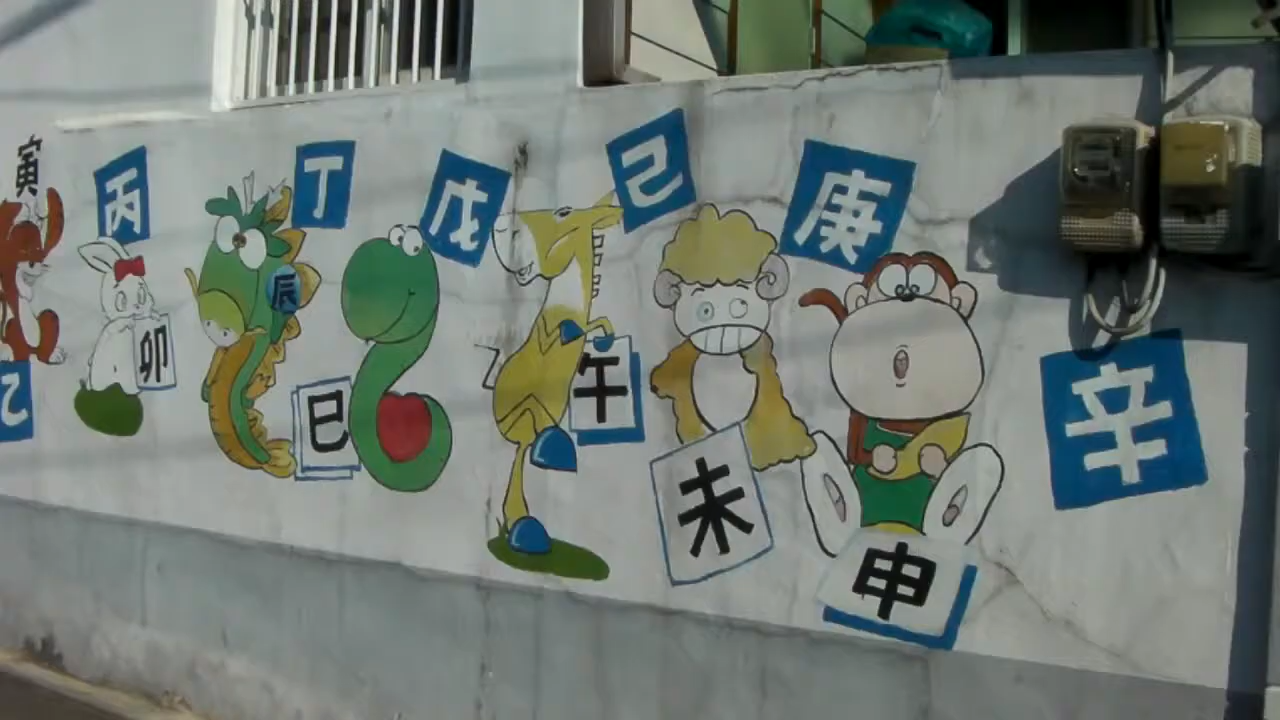 寅
乙
丙
卯
丁
辰
巳
戊
午
己
未
庚
申
辛